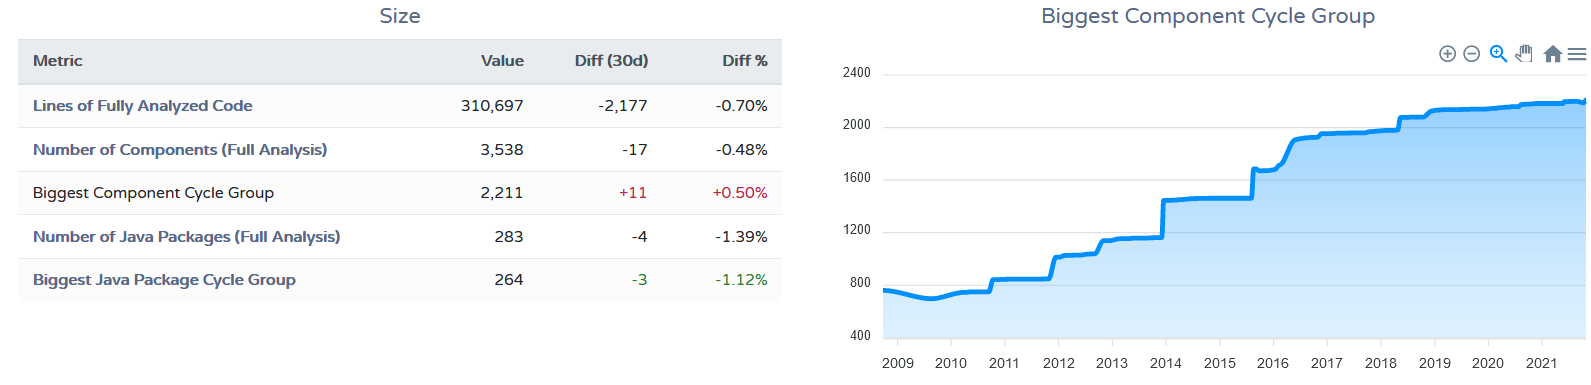 Size
Metric Value Diff (30d) Diff %
Lines of Fully Analyzed Code 310,697 -2,177 -0.70%
Number of Components (Full Analysis) 3,538 -17 -0.48%
Biggest Component Cycle Group 2,211 +11 +0.50%
Number of Java Packages (Full Analysis) 283 -4 -1.39%
Biggest Java Package Cycle Group 264 -3 -1.12%
Biggest Component Cycle Group
2400
2000
1600
1200
800
400
2009 2010 2011 2012 2013 2014 2015 2016 2017 2018 2019 2020 2021